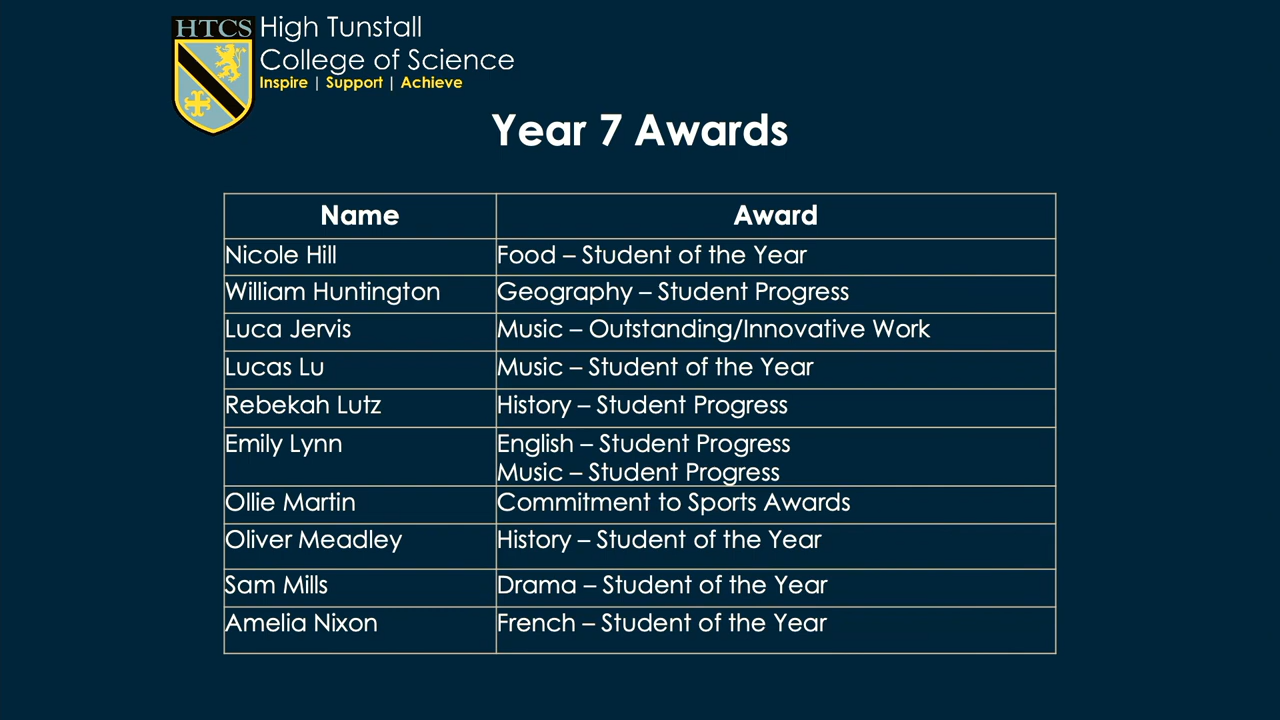 HTCS
High Tunstall
College of Science
Inspire | Support | Achieve
Year 7 Awards
Name Award
Nicole Hill Food – Student of the Year
William Huntington Geography – Student Progress
Luca Jervis Music – Outstanding/Innovative Work
Lucas Lu Music – Student of the Year
Rebekah Lutz History – Student Progress
Emily Lynn English – Student Progress
Music – Student Progress
Ollie Martin Commitment to Sports Awards
Oliver Meadley History – Student of the Year
Sam Mills Drama – Student of the Year
Amelia Nixon French – Student of the Year